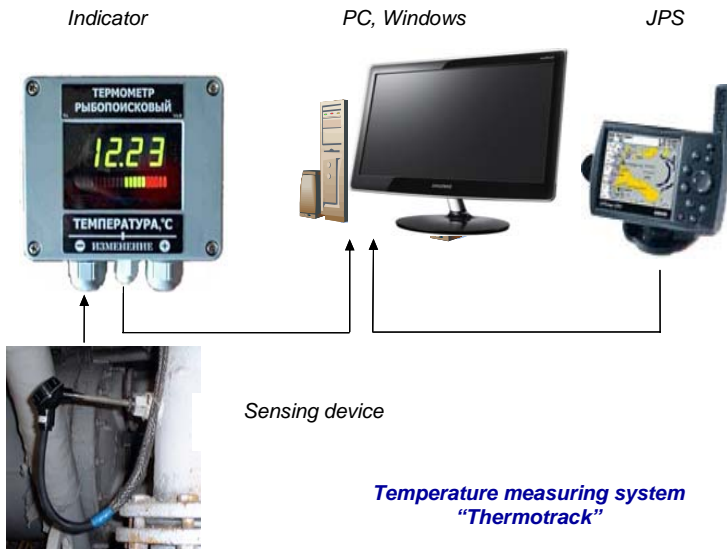 Indicator
PC, Windows
JPS
ТЕРМОМЕТР
РЫБОПОИСКОВЫЙ
12.23
ТЕМПЕРАТУРА,°C
ИЗМЕНЕНИЕ
Sensing device
Temperature measuring system
“Thermotrack”